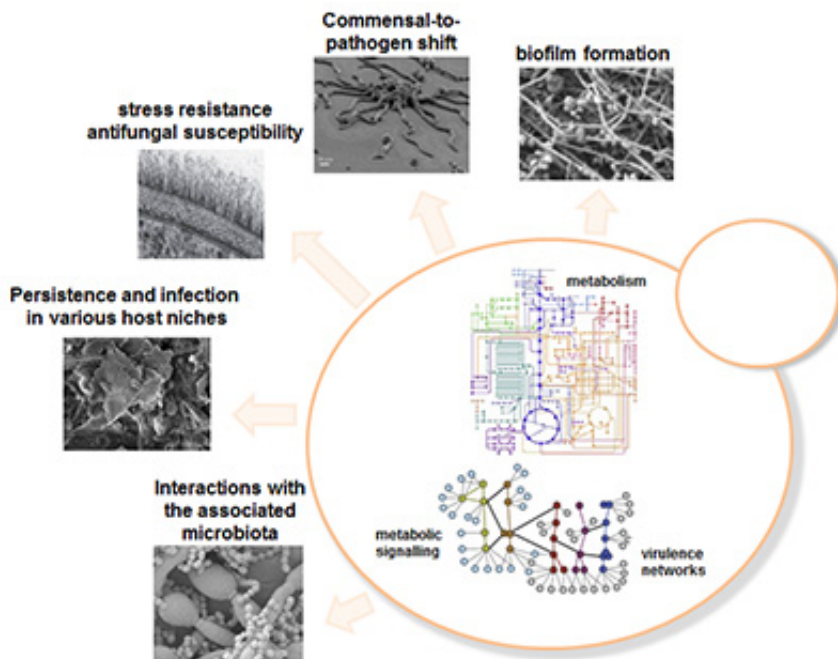 Commensal-to-
pathogen shift
biofilm formation
stress resistance
antifungal susceptibility
Persistence and infection
in various host niches
Interactions with
the associated
microbiota
metabolism
metabolic
signalling
virulence
networks